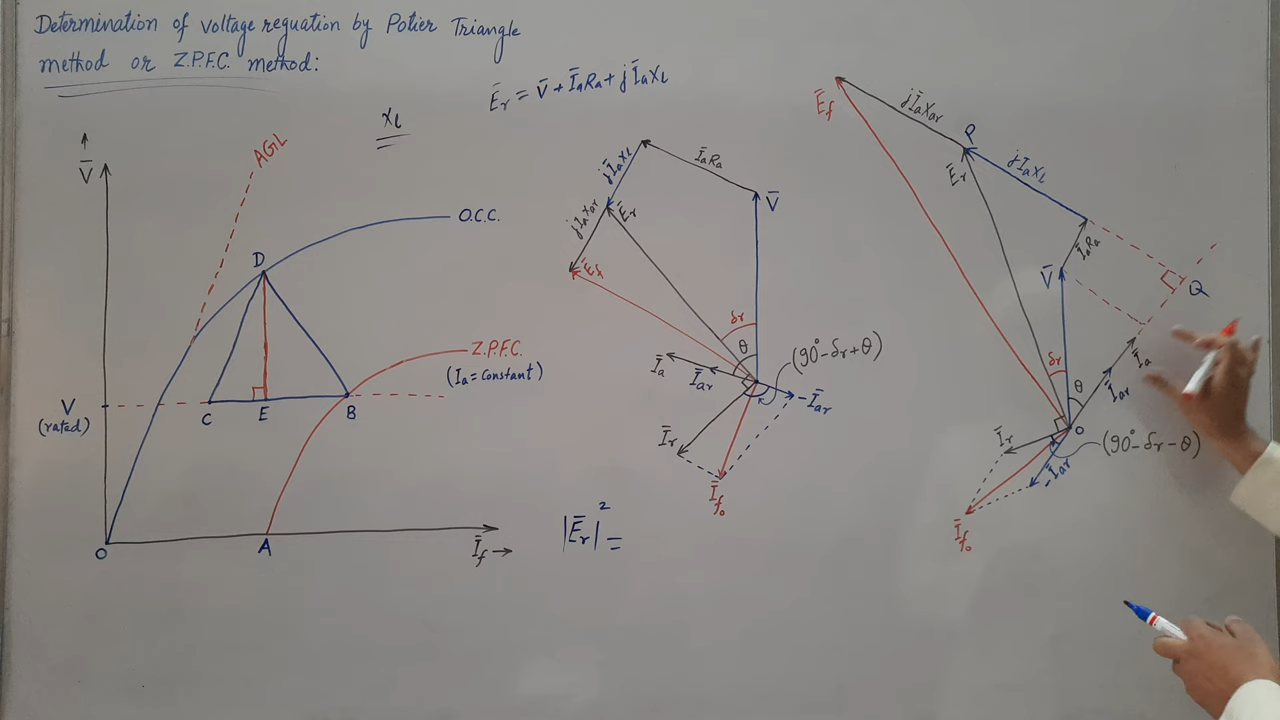 Determination of voltage reguation by Potier Triangle
method or Z.P.F.C. method:
Ēr = V̄ + ĪaRa + jĪaXl
Xl
V̄
AGL
O.C.C.
D
Z.P.F.C.
(Ia = Constant)
V
(rated)
C
E
B
O
A
Īf →
jĪaXl
ĪaRa
V̄
jĪaXar
Ēr
Ēf
δr
θ
(90° - δr + θ)
Īa
Īar
-Īar
Īr
Īfo
|Ēr|² =
Ēf
jĪaXar
P
jĪaXl
Ēr
V̄
ĪaRa
Q
δr
θ
Īa
Īar
O
Īr
-Īar
(90° - δr - θ)
Īfo